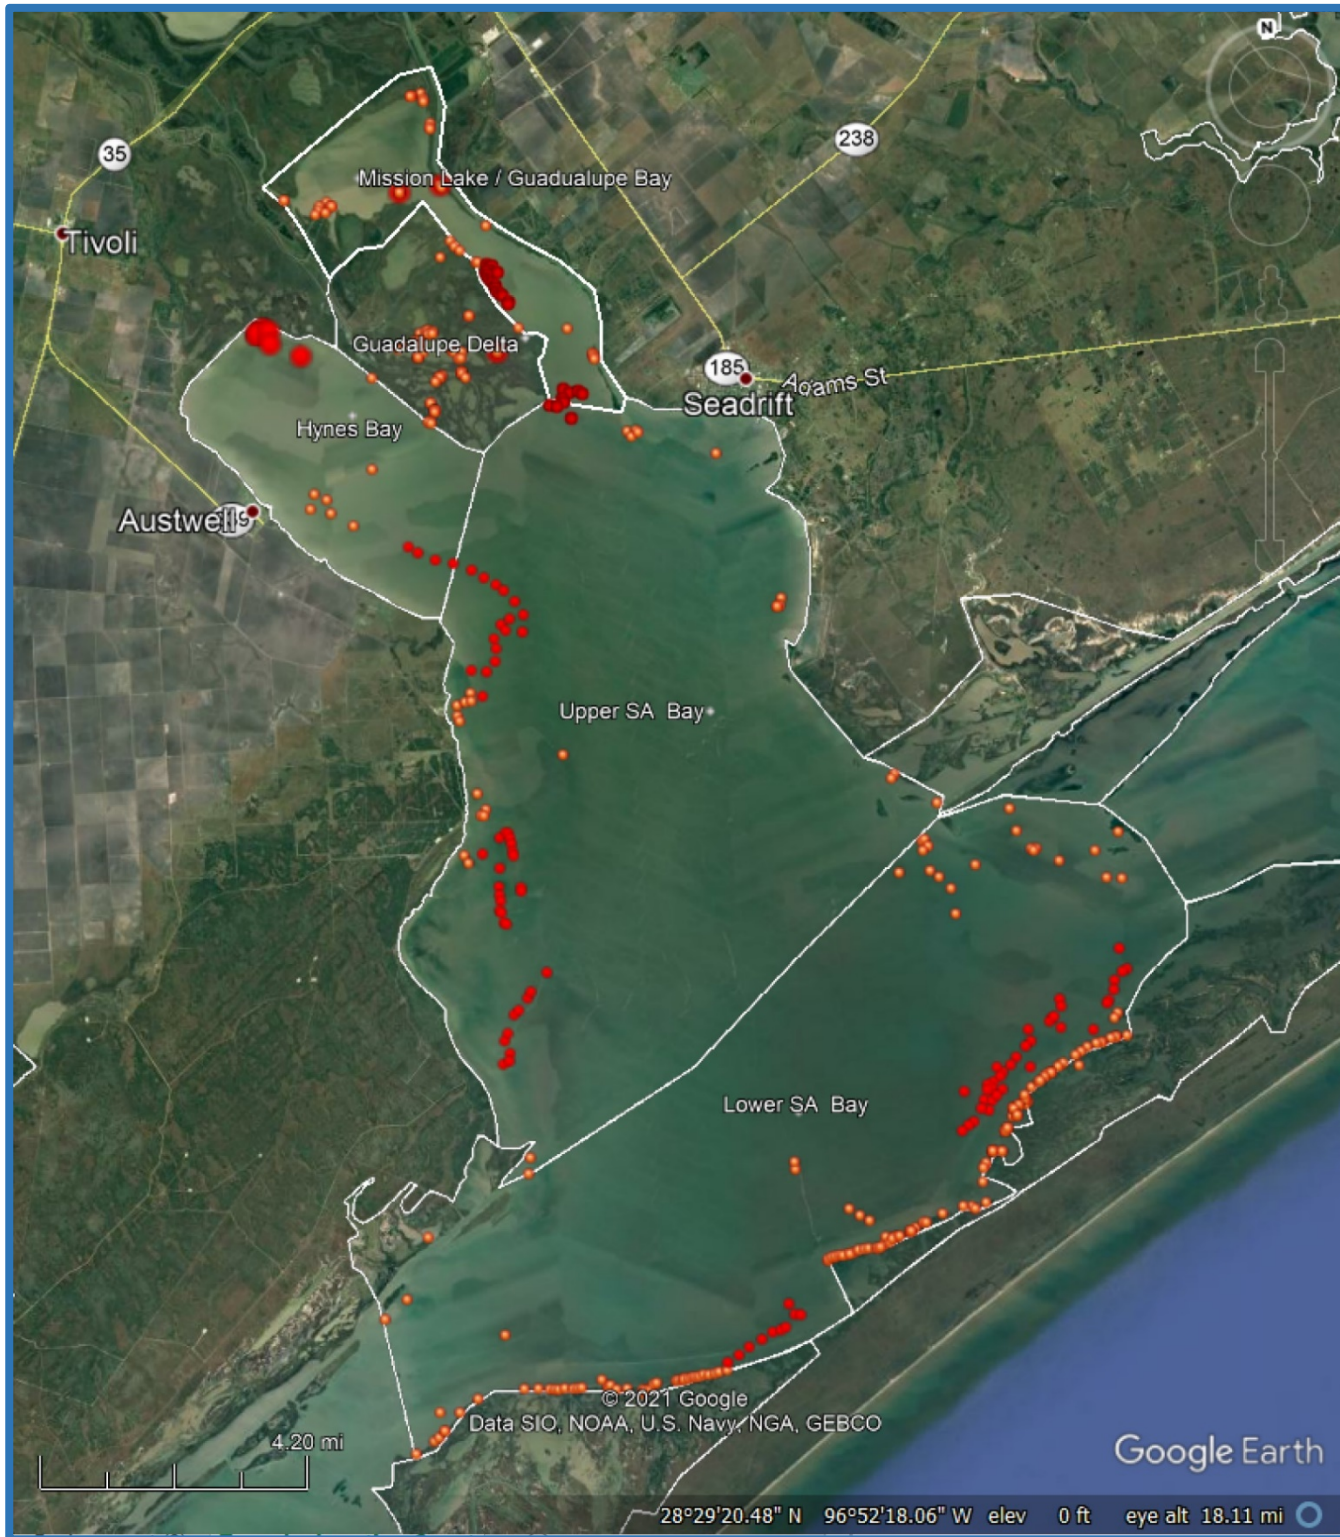 N
238
35
Mission Lake / Guadualupe Bay
Tivoli
Guadalupe Delta
185
Adams St
Seadrift
Hynes Bay
Austwell
Upper SA Bay
Lower SA Bay
© 2021 Google
Data SIO, NOAA, U.S. Navy, NGA, GEBCO
4.20 mi
Google Earth
28°29'20.48" N 96°52'18.06" W elev 0 ft eye alt 18.11 mi